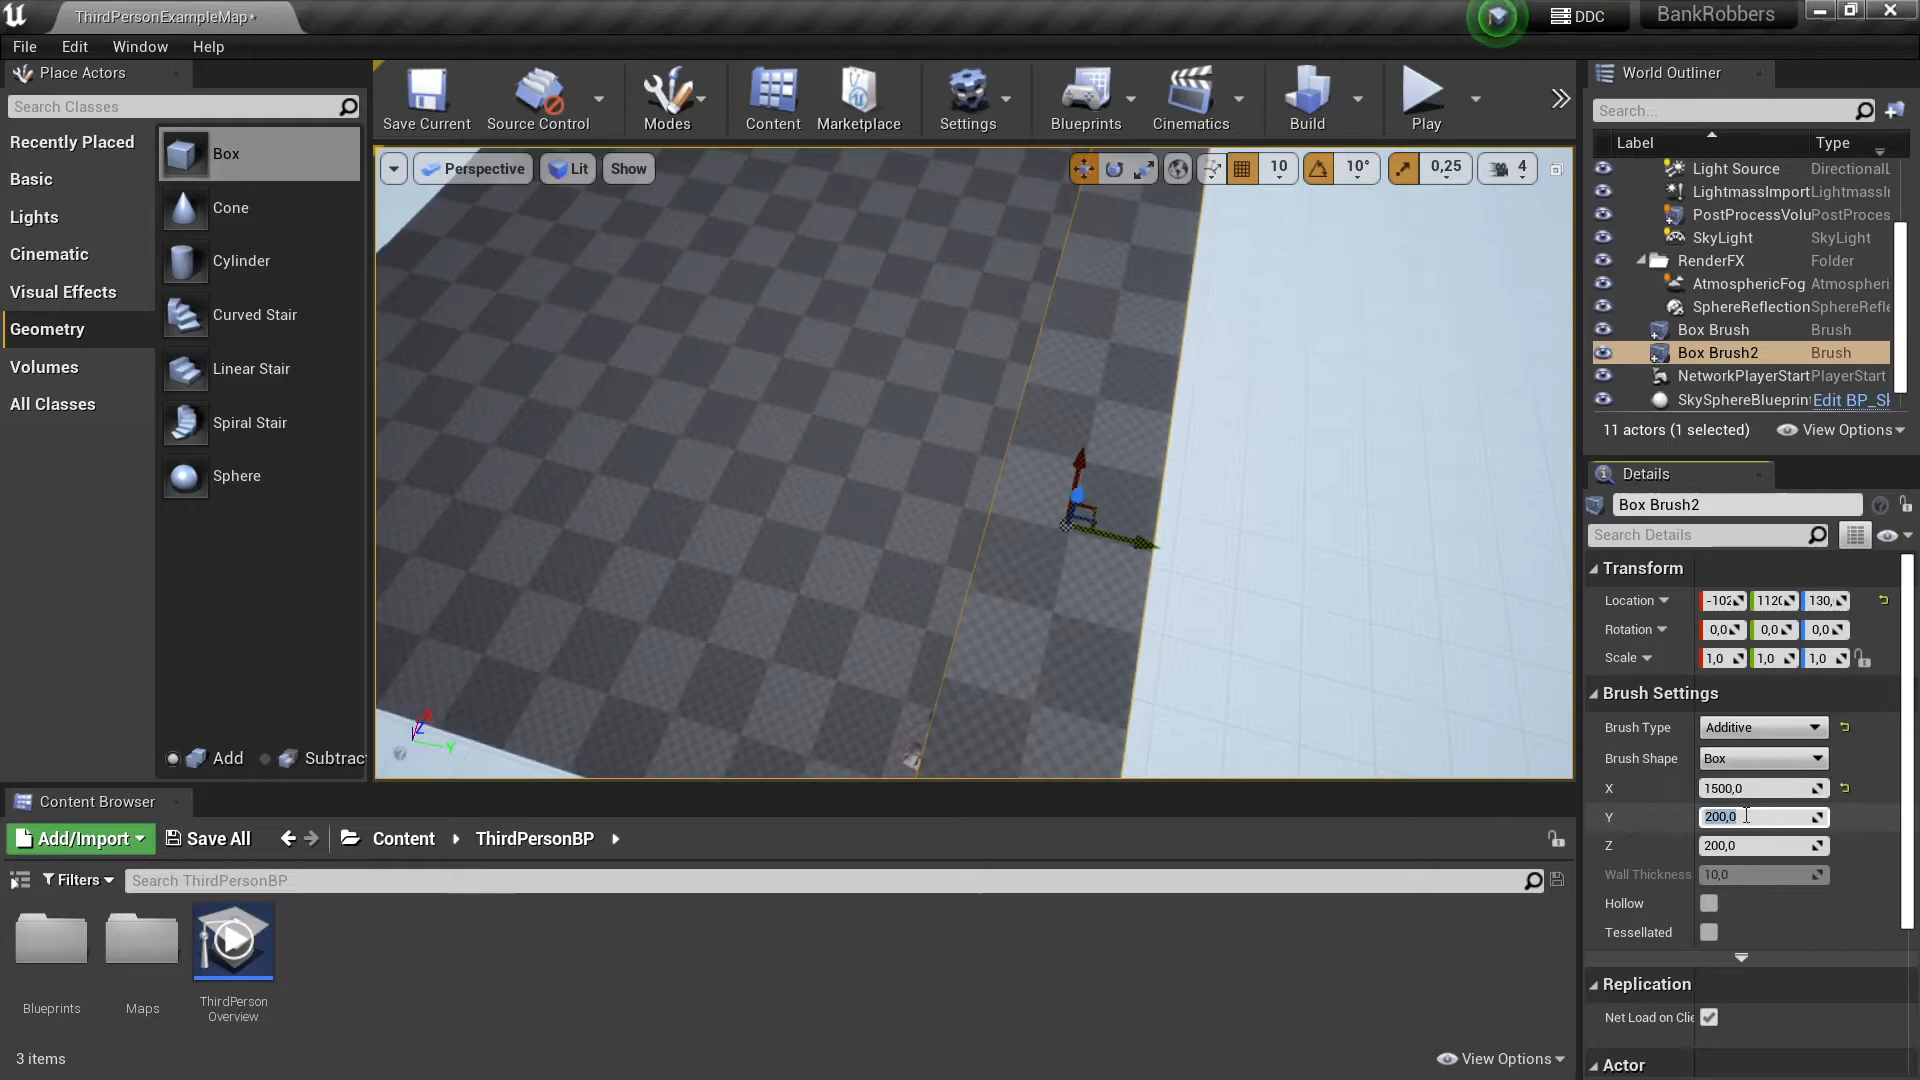 ThirdPersonExampleMap*
DDC
BankRobbers
File
Edit
Window
Help
Place Actors
Search Classes
Recently Placed
Basic
Lights
Cinematic
Visual Effects
Geometry
Volumes
All Classes
Box
Cone
Cylinder
Curved Stair
Linear Stair
Spiral Stair
Sphere
Add
Subtrac
Save Current
Source Control
Modes
Content
Marketplace
Settings
Blueprints
Cinematics
Build
Play
Perspective
Lit
Show
10
10°
0,25
4
X
Z
Y
World Outliner
Search...
Label
Type
Light Source
DirectionalL
LightmassImport
LightmassIr
PostProcessVolu
PostProces
SkyLight
SkyLight
RenderFX
Folder
AtmosphericFog
Atmospheri
SphereReflection
SphereRefle
Box Brush
Brush
Box Brush2
Brush
NetworkPlayerStart
PlayerStart
SkySphereBlueprin
Edit BP_Sk
11 actors (1 selected)
View Options
Details
Box Brush2
Search Details
Transform
Location
-102
1120
130,
Rotation
0,0
0,0
0,0
Scale
1,0
1,0
1,0
Brush Settings
Brush Type
Additive
Brush Shape
Box
X
1500,0
Y
200,0
Z
200,0
Wall Thickness
10,0
Hollow
Tessellated
Replication
Net Load on Clie
Actor
Content Browser
Add/Import
Save All
Content
ThirdPersonBP
Filters
Search ThirdPersonBP
Blueprints
Maps
ThirdPerson
Overview
3 items
View Options